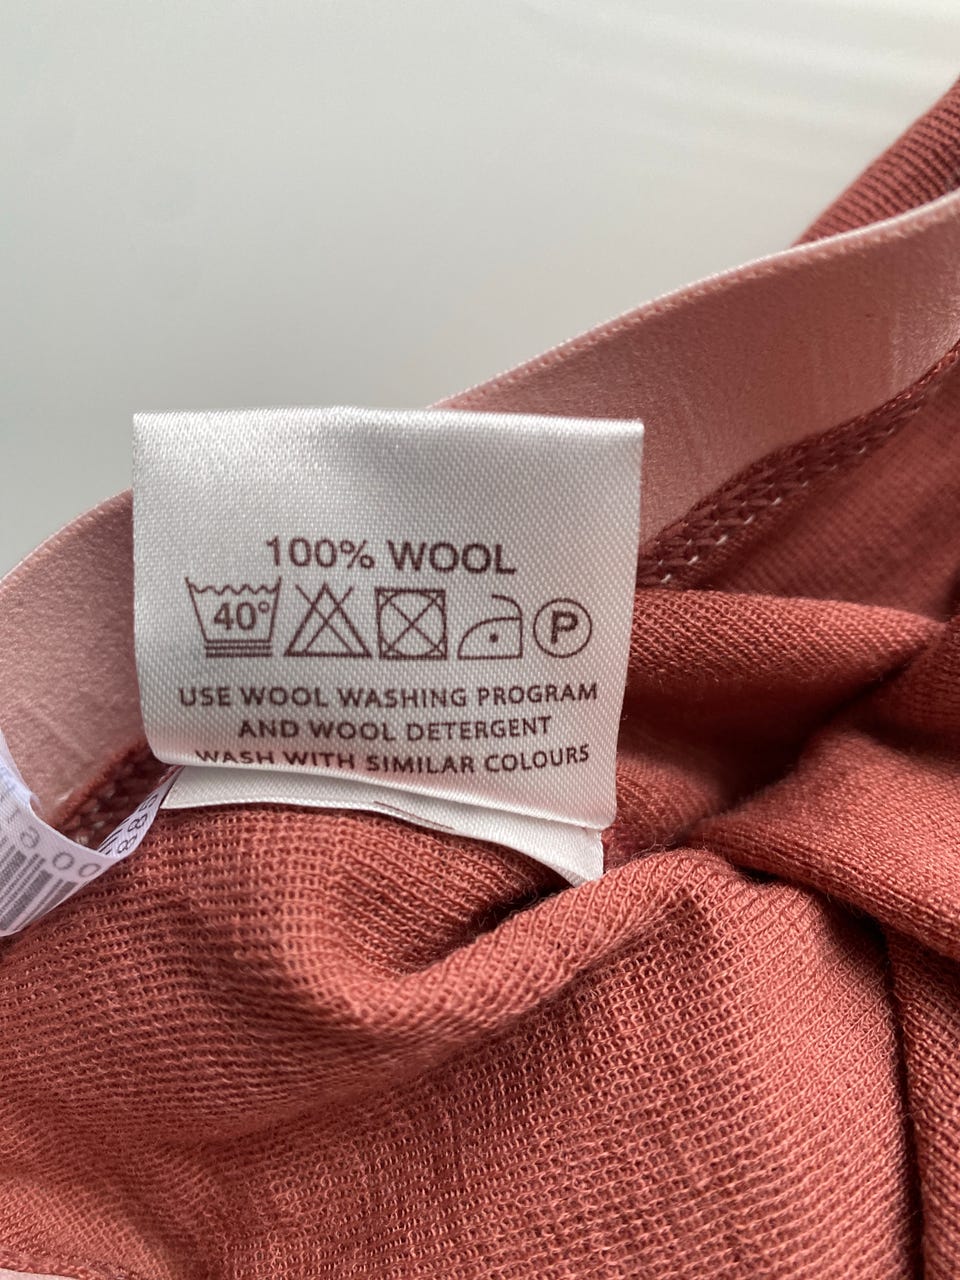 100% WOOL
40°
P
USE WOOL WASHING PROGRAM
AND WOOL DETERGENT
WASH WITH SIMILAR COLOURS